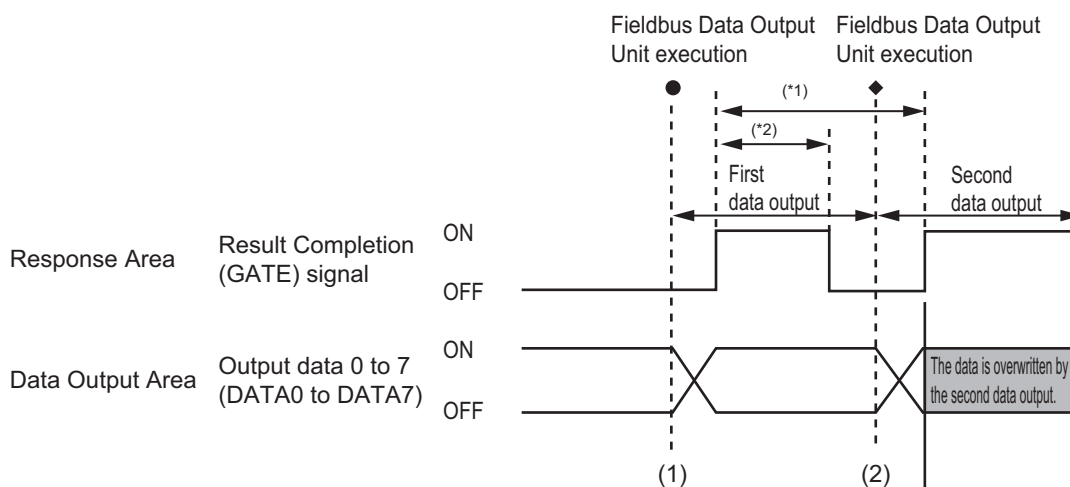 Fieldbus Data Output
Unit execution
Fieldbus Data Output
Unit execution
(*1)
(*2)
First
data output
Second
data output
Response Area
Result Completion
(GATE) signal
ON
OFF
Data Output Area
Output data 0 to 7
(DATA0 to DATA7)
ON
OFF
The data is overwritten by
the second data output.
(1)
(2)